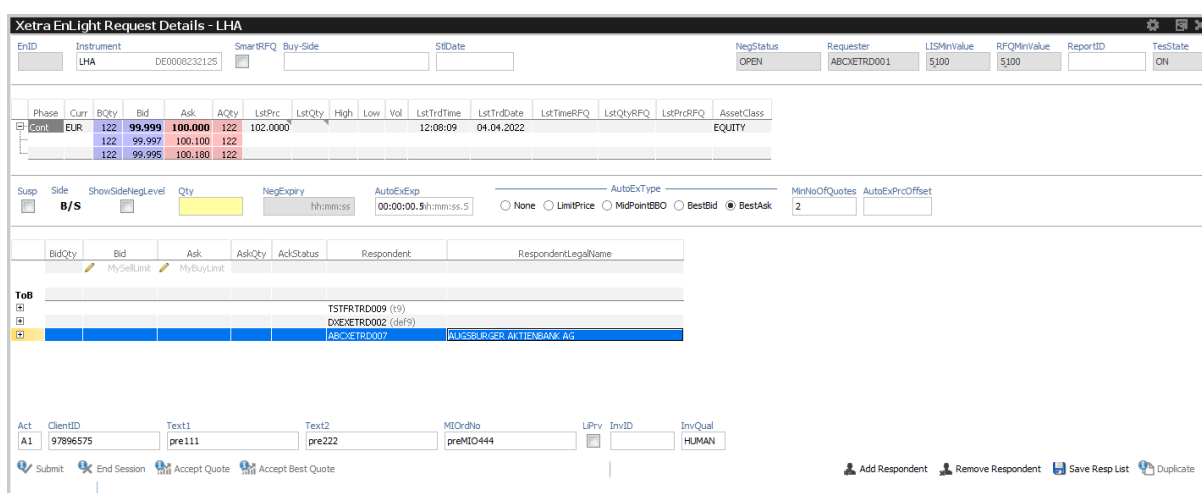 Xetra EnLight Request Details - LHA
EnID Instrument SmartRFQ Buy-Side StlDate NegStatus Requester LISMinValue RFQMinValue ReportID TesState
LHA DE0008232125 OPEN ABCXETRD001 5,100 5,100 ON
Phase Curr BQty Bid Ask AQty LstPrc LstQty High Low Vol LstTrdTime LstTrdDate LstTimeRFQ LstQtyRFQ LstPrcRFQ AssetClass
Cont EUR 122 99.999 100.000 122 102.0000 12:08:09 04.04.2022 EQUITY
122 99.997 100.100 122
122 99.995 100.180 122
Susp Side ShowSideNegLevel Qty NegExpiry AutoExExp AutoExType MinNoOfQuotes AutoExPrcOffset
B/S hh:mm:ss 00:00:00.5hh:mm:ss.S None LimitPrice MidPointBBO BestBid BestAsk 2
BidQty Bid Ask AskQty AckStatus Respondent RespondentLegalName
MySellLimit MyBuyLimit
ToB
TSTFRTRD009 (t9)
DXEXETRD002 (def9)
ABCXETRD007 AUGSBURGER AKTIENBANK AG
Act ClientID Text1 Text2 MIOrdNo LiPrv InvID InvQual
A1 97896575 pre111 pre222 preMIO444 HUMAN
Submit End Session Accept Quote Accept Best Quote Add Respondent Remove Respondent Save Resp List Duplicate